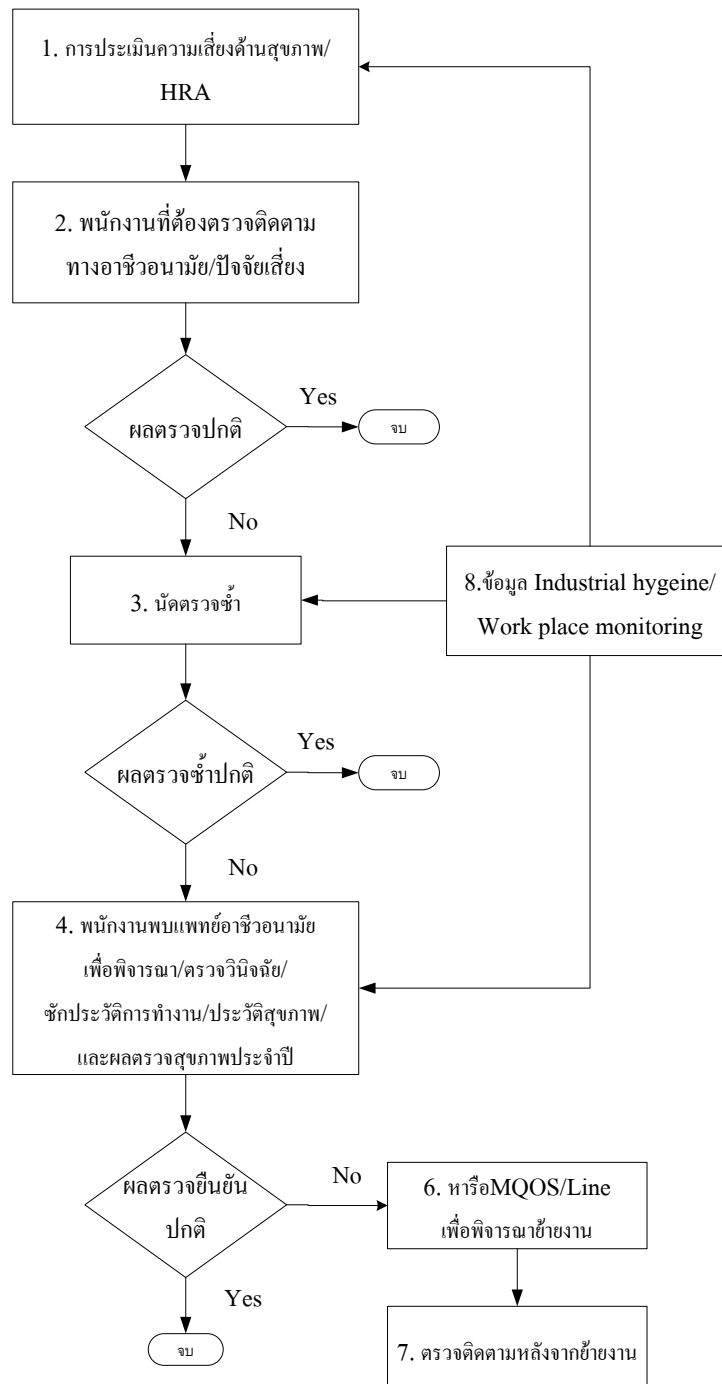 1. การประเมินความเสี่ยงด้านสุขภาพ/
HRA
2. พนักงานที่ต้องตรวจติดตาม
ทางอาชีวอนามัย/ปัจจัยเสี่ยง
Yes
ผลตรวจปกติ
จบ
No
3. นัดตรวจซ้ำ
8.ข้อมูล Industrial hygeine/
Work place monitoring
Yes
ผลตรวจซ้ำปกติ
จบ
No
4. พนักงานพบแพทย์อาชีวอนามัย
เพื่อพิจารณา/ตรวจวินิจฉัย/
ซักประวัติการทำงาน/ประวัติสุขภาพ/
และผลตรวจสุขภาพประจำปี
ผลตรวจยืนยัน
ปกติ
No
6. หารือMQOS/Line
เพื่อพิจารณาย้ายงาน
Yes
จบ
7. ตรวจติดตามหลังจากย้ายงาน